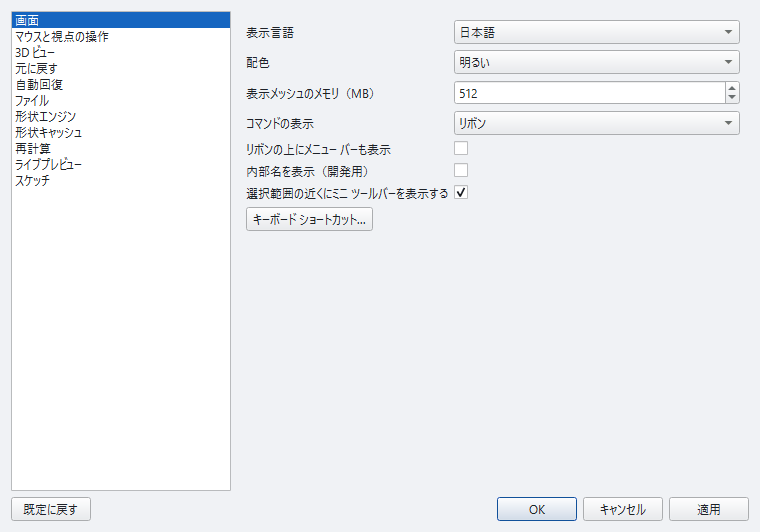 画面
マウスと視点の操作
3D ビュー
元に戻す
自動回復
ファイル
形状エンジン
形状キャッシュ
再計算
ライブプレビュー
スケッチ
表示言語
日本語
配色
明るい
表示メッシュのメモリ（MB）
512
コマンドの表示
リボン
リボンの上にメニュー バーも表示
内部名を表示（開発用）
選択範囲の近くにミニ ツールバーを表示する
キーボード ショートカット...
既定に戻す
OK
キャンセル
適用